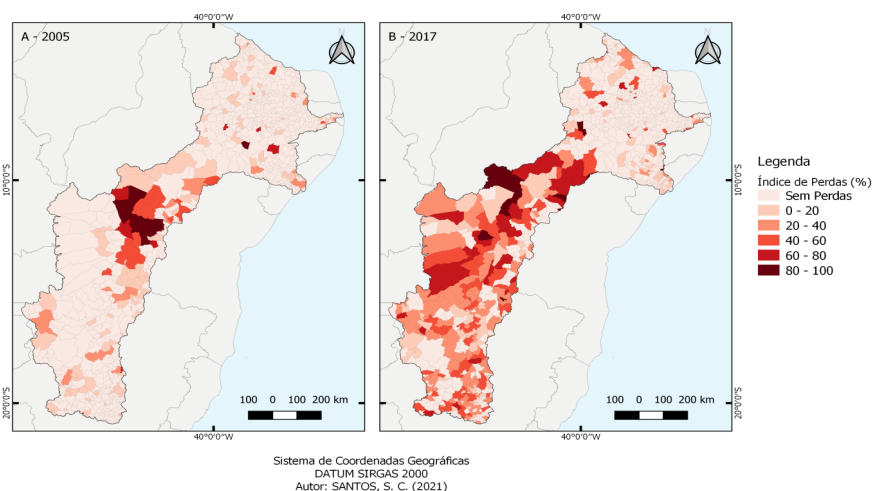 40°0'0"W
40°0'0"W
A - 2005
N
B - 2017
N
10°0'0"S
10°0'0"S
20°0'0"S
20°0'0"S
100 0 100 200 km
100 0 100 200 km
40°0'0"W
40°0'0"W
Legenda
Índice de Perdas (%)
Sem Perdas
0 - 20
20 - 40
40 - 60
60 - 80
80 - 100
Sistema de Coordenadas Geográficas
DATUM SIRGAS 2000
Autor: SANTOS, S. C. (2021)